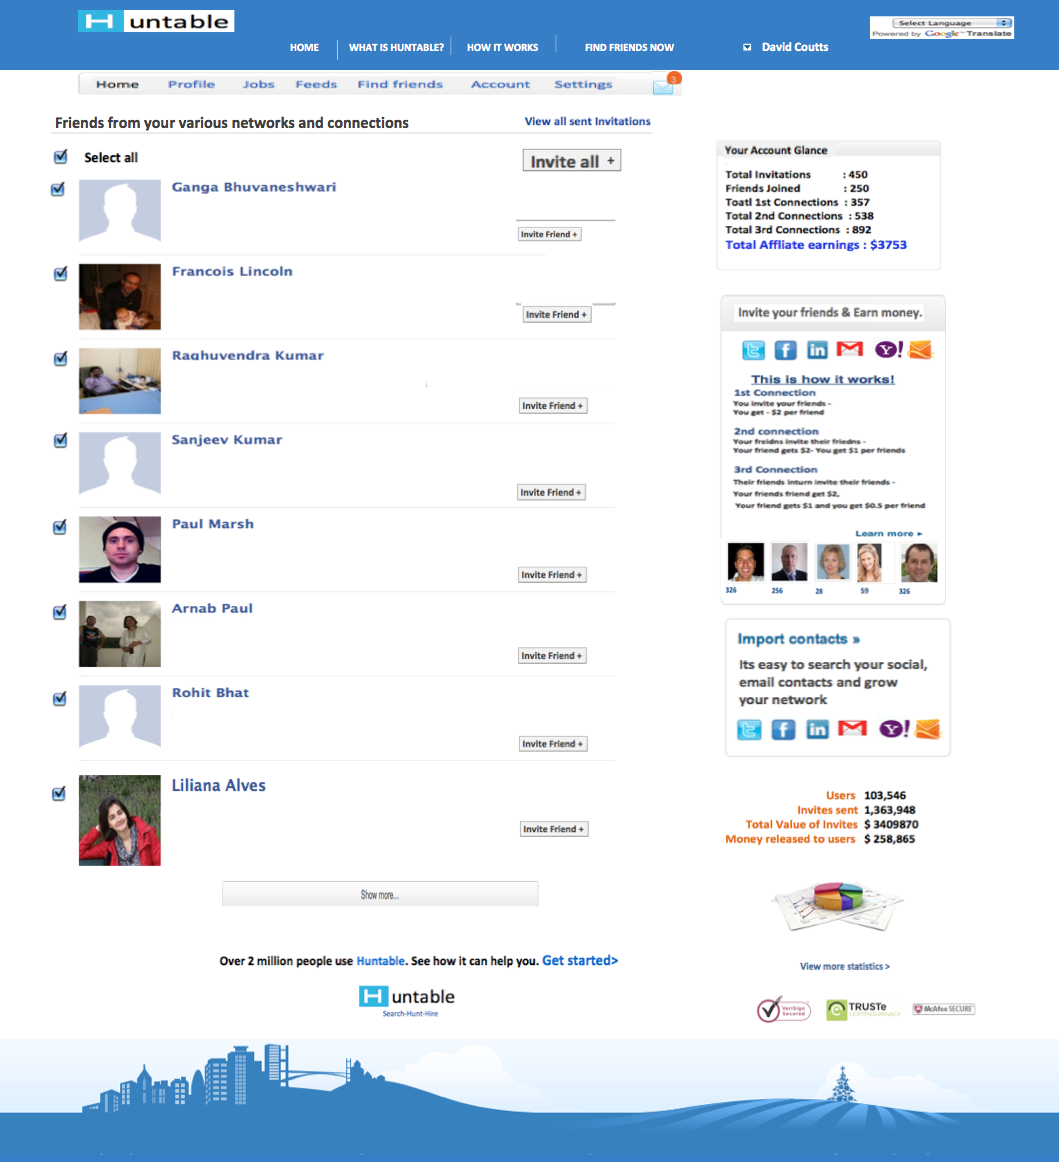 H untable
Select Language
Powered by Google™ Translate
HOME
WHAT IS HUNTABLE?
HOW IT WORKS
FIND FRIENDS NOW
David Coutts
Home Profile Jobs Feeds Find friends Account Settings
3
Friends from your various networks and connections
View all sent Invitations
Select all
Invite all +
Ganga Bhuvaneshwari
Invite Friend +
Francois Lincoln
Invite Friend +
Raghuvendra Kumar
Invite Friend +
Sanjeev Kumar
Invite Friend +
Paul Marsh
Invite Friend +
Arnab Paul
Invite Friend +
Rohit Bhat
Invite Friend +
Liliana Alves
Invite Friend +
Show more...
Your Account Glance
Total Invitations : 450
Friends Joined : 250
Toatl 1st Connections : 357
Total 2nd Connections : 538
Total 3rd Connections : 892
Total Affliate earnings : $3753
Invite your friends & Earn money.
This is how it works!
1st Connection
You invite your friends -
You get - $2 per friend
2nd connection
Your freidns invite their friedns -
Your friend gets $2- You get $1 per friends
3rd Connection
Their friends inturn invite their friends -
Your friends friend get $2,
Your friend gets $1 and you get $0.5 per friend
Learn more ►
326 256 28 59 326
Import contacts »
Its easy to search your social,
email contacts and grow
your network
Users 103,546
Invites sent 1,363,948
Total Value of Invites $ 3409870
Money released to users $ 258,865
View more statistics >
VeriSign
Secured
TRUSTe
CERTIFIED PRIVACY
McAfee SECURE
Over 2 million people use Huntable. See how it can help you. Get started>
H untable
Search-Hunt-Hire